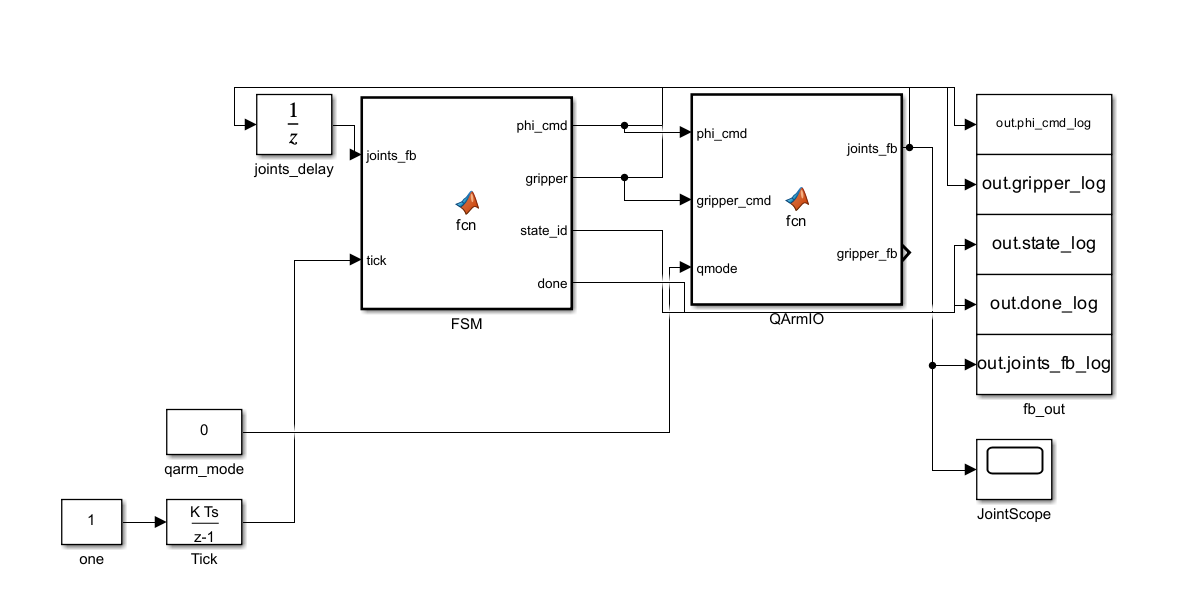 1
z
joints_delay
joints_fb
tick
fcn
phi_cmd
gripper
state_id
done
FSM
phi_cmd
gripper_cmd
qmode
fcn
joints_fb
gripper_fb
QArmIO
out.phi_cmd_log
out.gripper_log
out.state_log
out.done_log
out.joints_fb_log
fb_out
0
qarm_mode
1
one
K Ts
z-1
Tick
JointScope